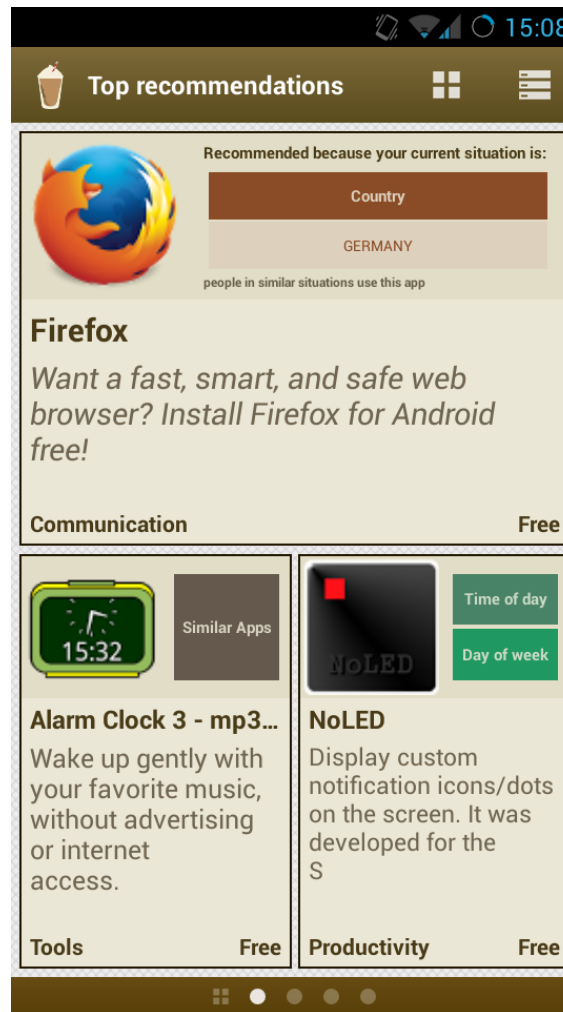 15:08
Top recommendations
Recommended because your current situation is:
Country
GERMANY
people in similar situations use this app
Firefox
Want a fast, smart, and safe web
browser? Install Firefox for Android
free!
Communication
Free
15:32
Similar Apps
Alarm Clock 3 - mp3...
Wake up gently with
your favorite music,
without advertising
or internet
access.
Tools
Free
NoLED
Time of day
Day of week
NoLED
Display custom
notification icons/dots
on the screen. It was
developed for the
S
Productivity
Free